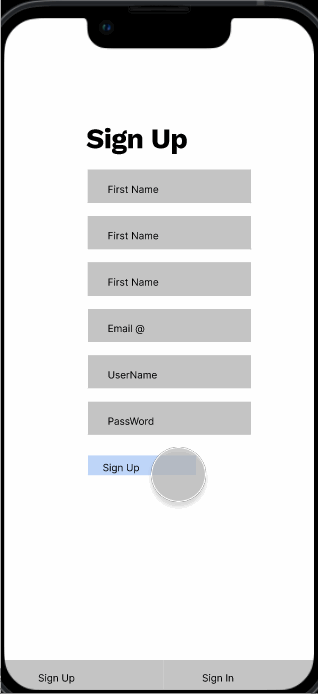 Sign Up
First Name
First Name
First Name
Email @
UserName
PassWord
Sign Up
Sign Up
Sign In